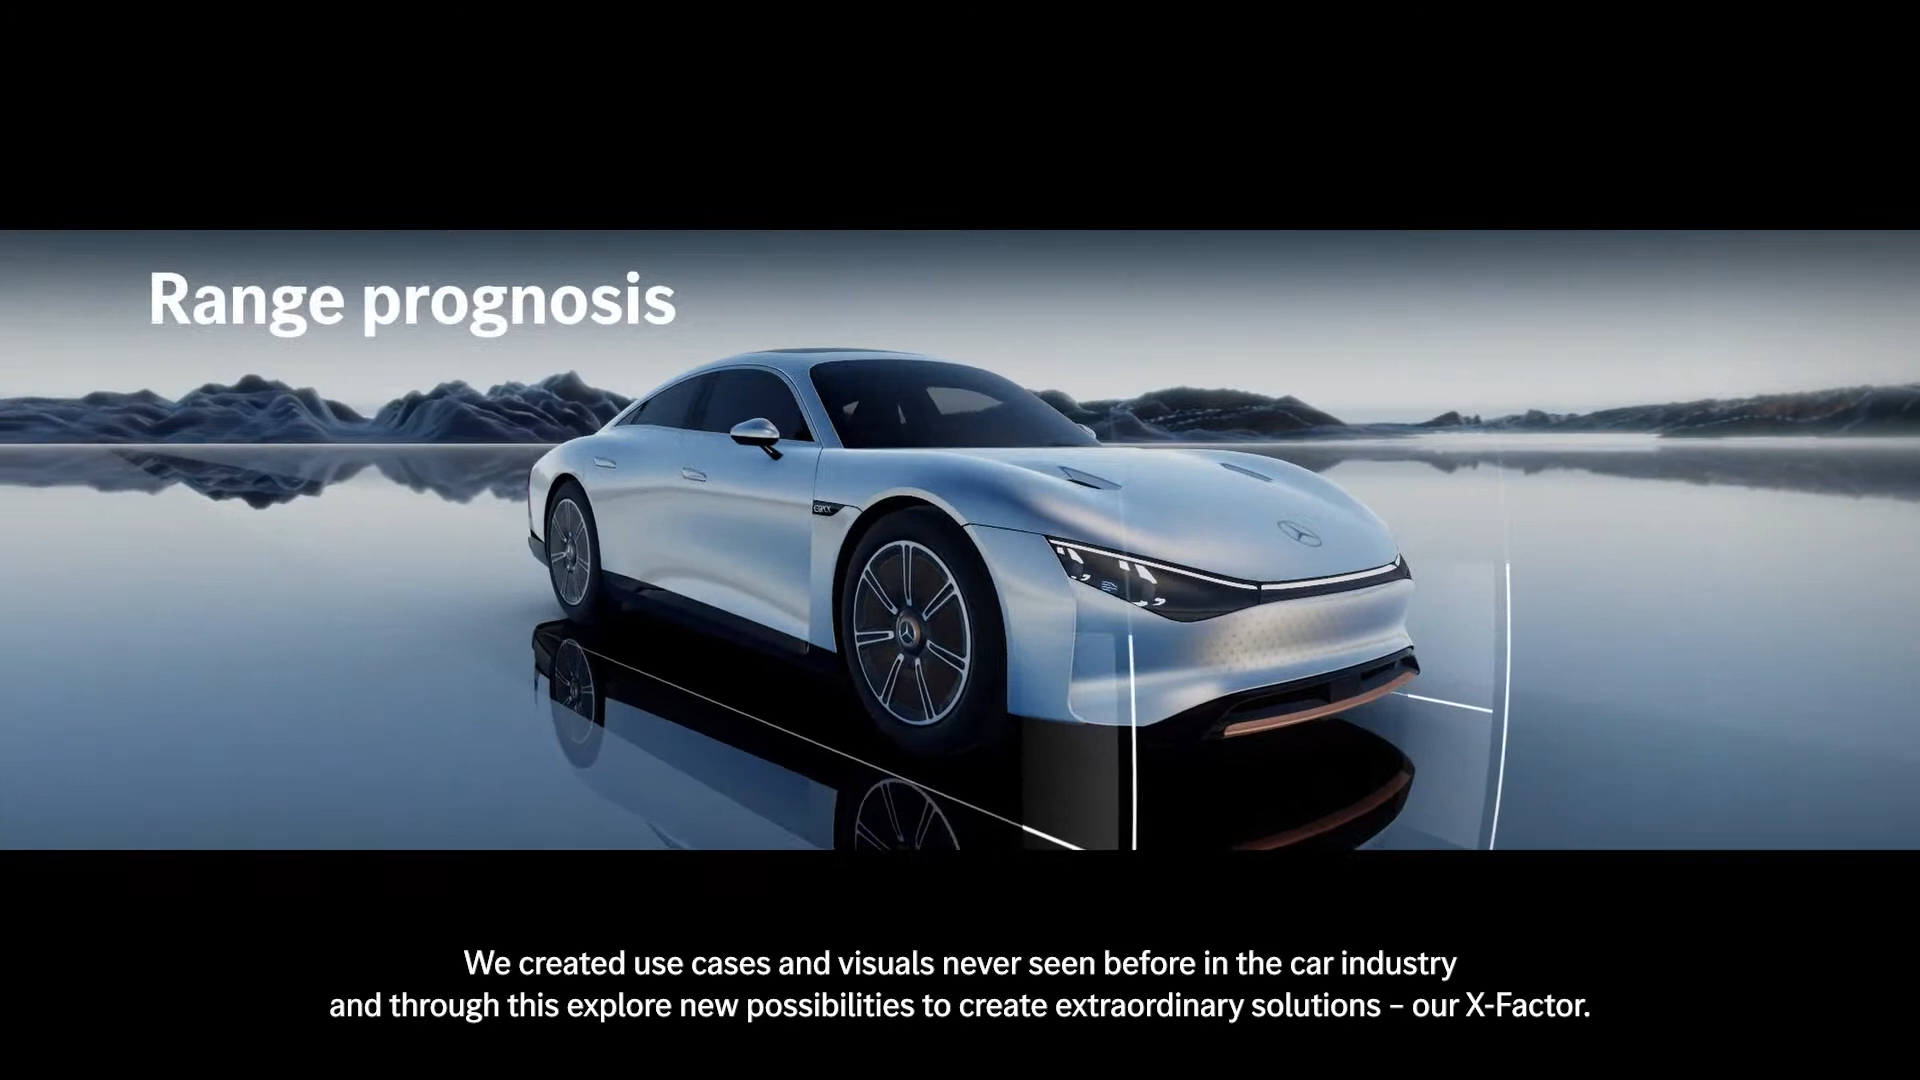 Range prognosis
We created use cases and visuals never seen before in the car industry
and through this explore new possibilities to create extraordinary solutions – our X-Factor.